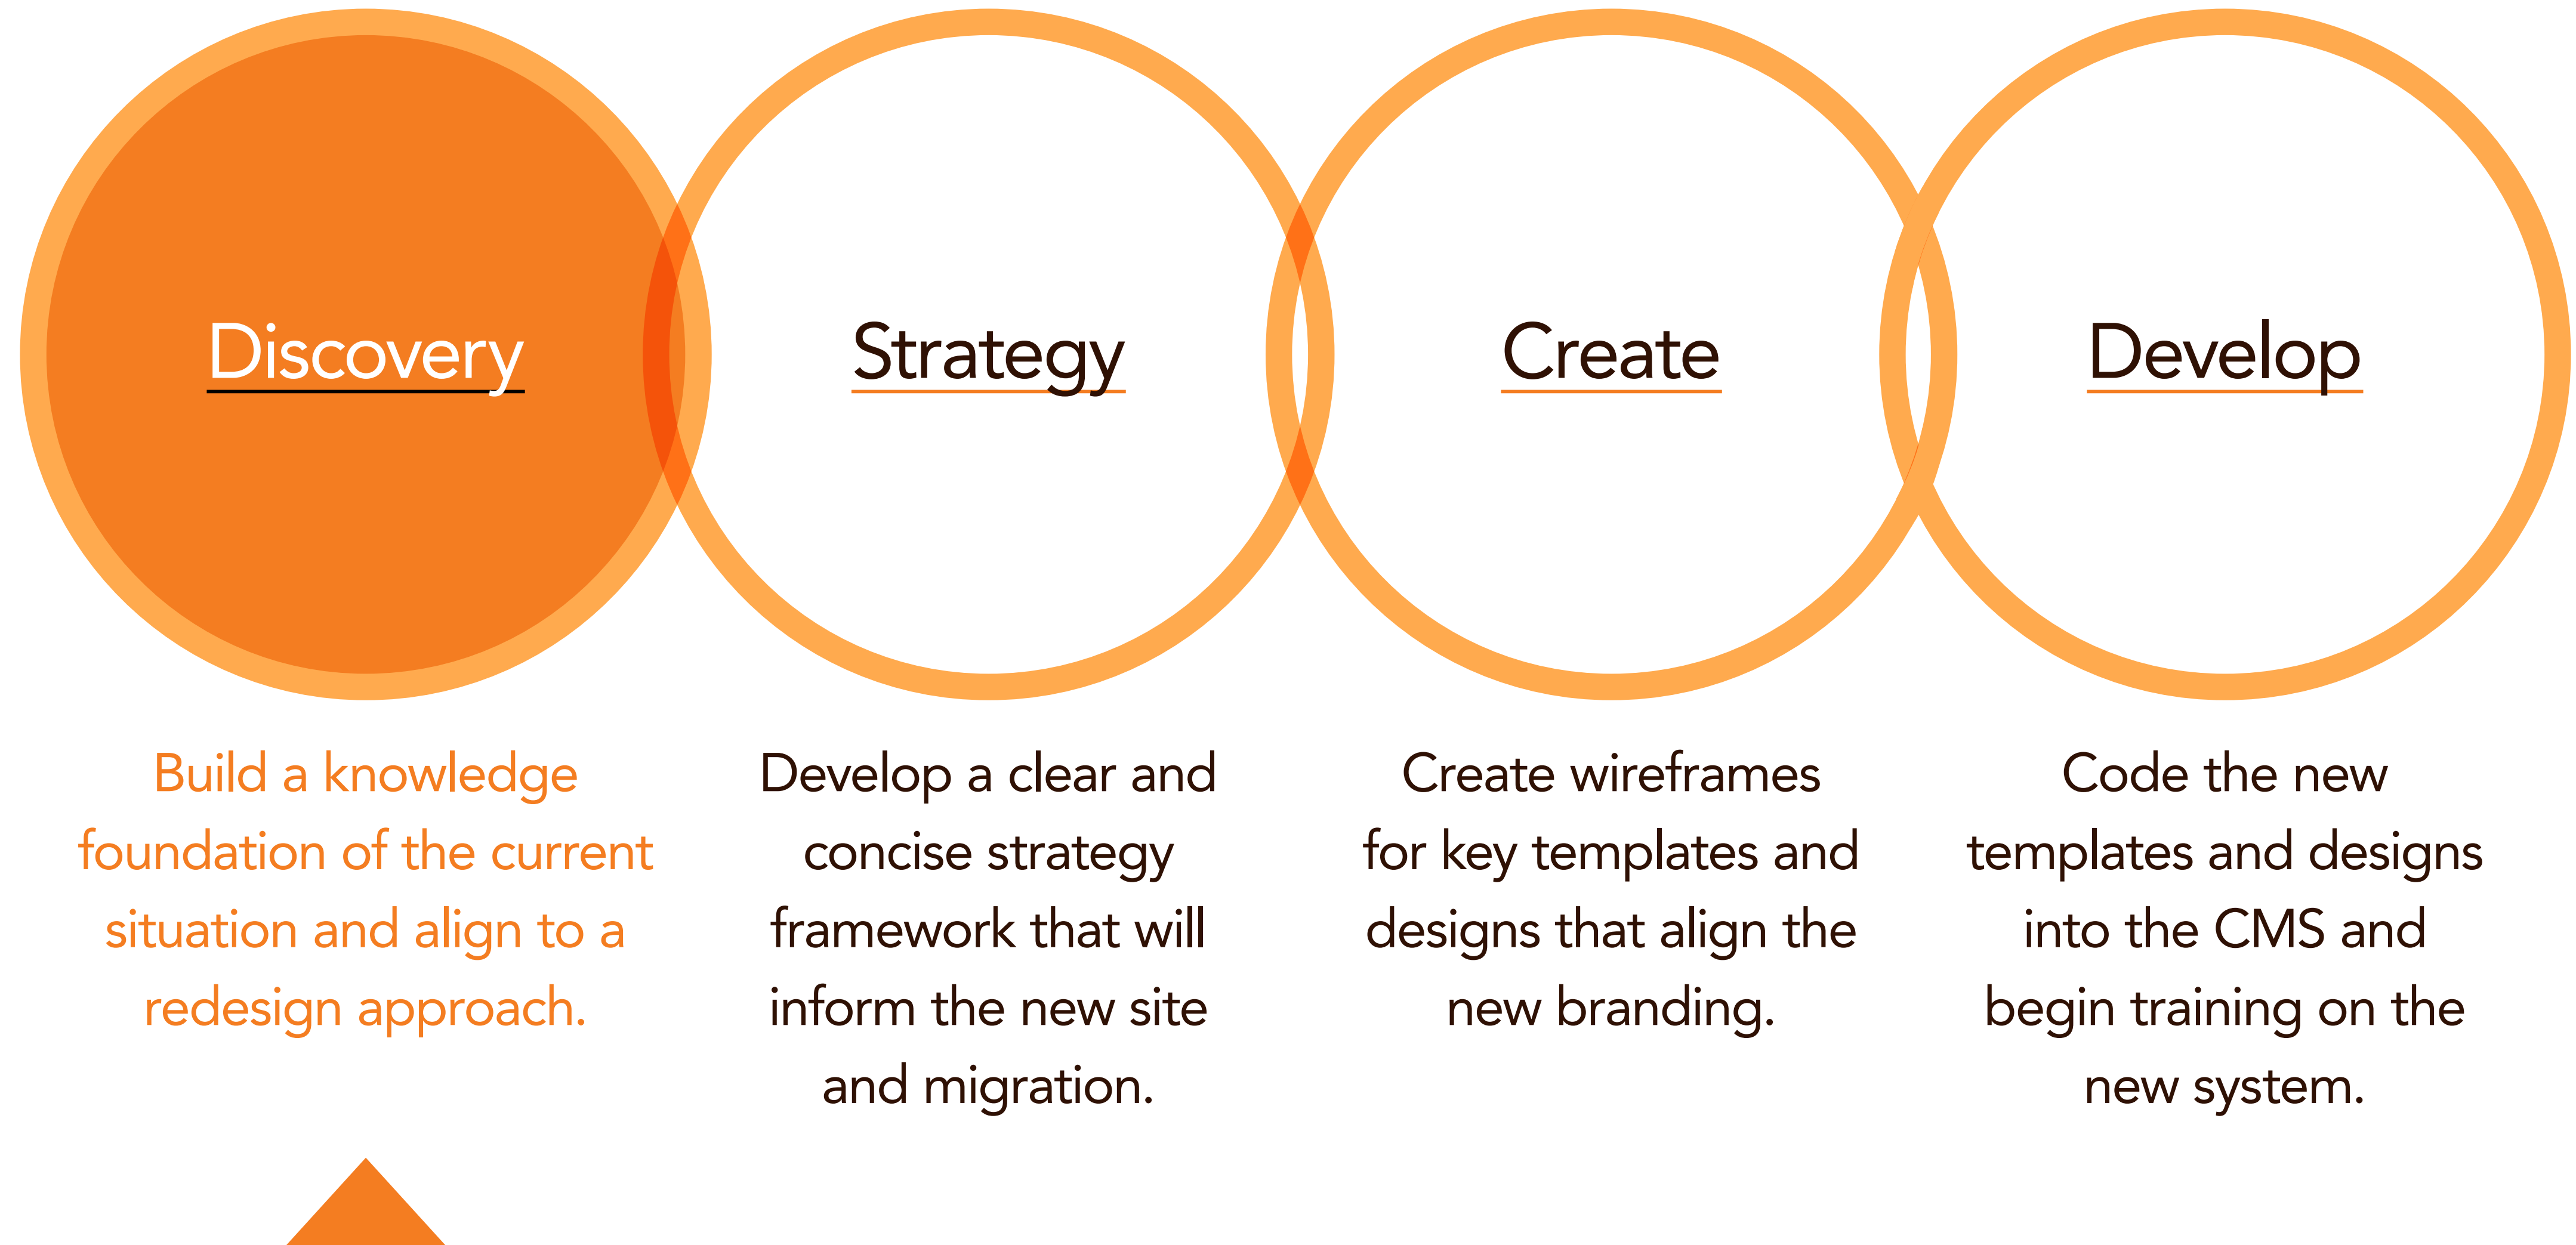 Discovery
Strategy
Create
Develop
Build a knowledge
foundation of the current
situation and align to a
redesign approach.
Develop a clear and
concise strategy
framework that will
inform the new site
and migration.
Create wireframes
for key templates and
designs that align the
new branding.
Code the new
templates and designs
into the CMS and
begin training on the
new system.